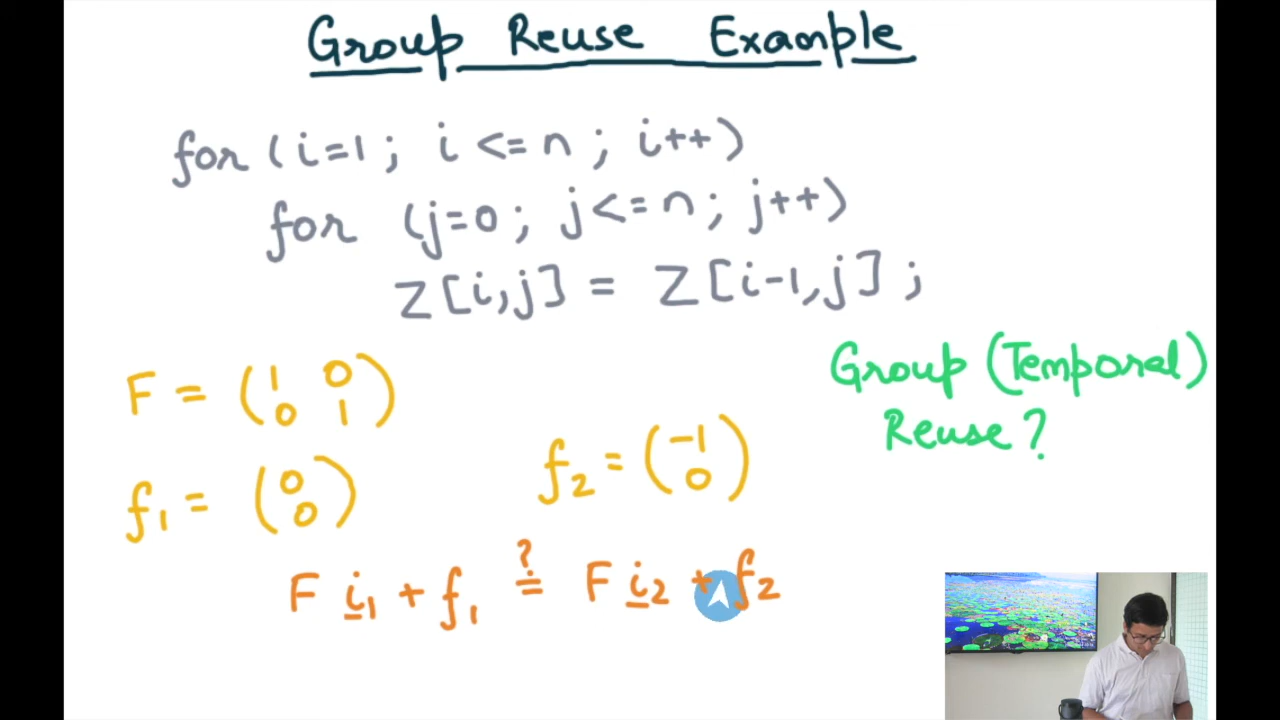 Group Reuse Example
for (i=1; i <= n; i++)
for (j=0; j<=n; j++)
Z[i,j] = Z[i-1,j];
Group (Temporal)
Reuse?
F = (1 0
0 1)
f1 = (0
0)
f2 = (-1
0)
F i1 + f1 ?= F i2 + f2